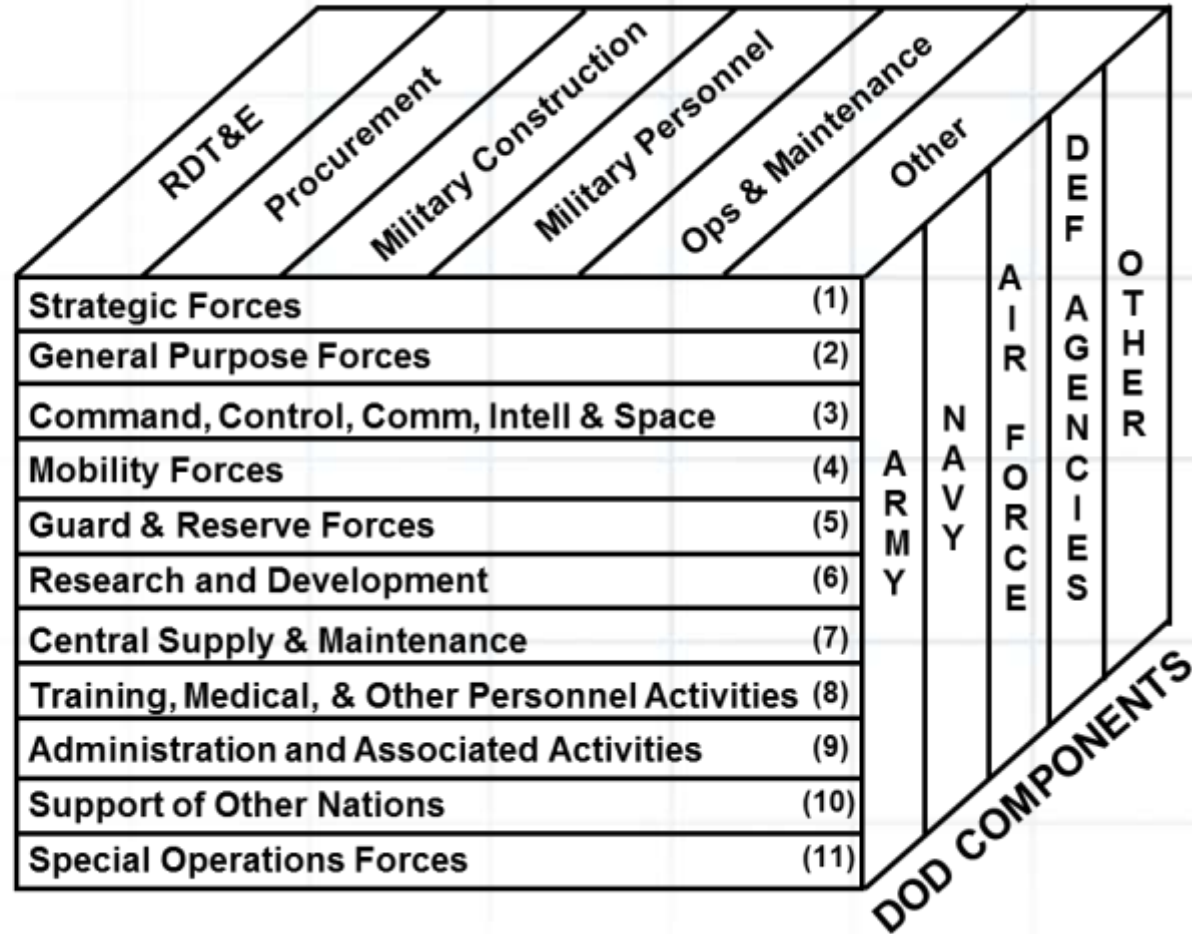 RDT&E
Procurement
Military Construction
Military Personnel
Ops & Maintenance
Other
Strategic Forces (1)
General Purpose Forces (2)
Command, Control, Comm, Intell & Space (3)
Mobility Forces (4)
Guard & Reserve Forces (5)
Research and Development (6)
Central Supply & Maintenance (7)
Training, Medical, & Other Personnel Activities (8)
Administration and Associated Activities (9)
Support of Other Nations (10)
Special Operations Forces (11)
ARMY
NAVY
AIR FORCE
DEF AGENCIES
OTHER
DOD COMPONENTS